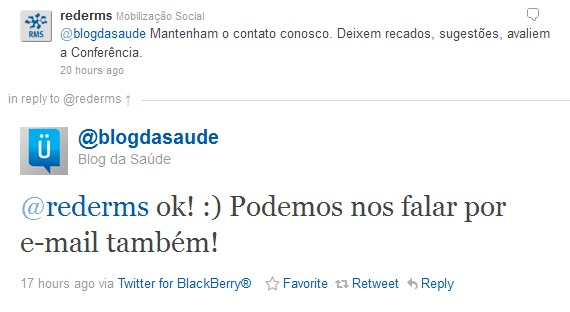 rederms Mobilização Social
@blogdasaude Mantenham o contato conosco. Deixem recados, sugestões, avaliem
a Conferência.
RMS
20 hours ago
in reply to @rederms ↑
Ü
@blogdasaude
Blog da Saúde
@rederms ok! :) Podemos nos falar por
e-mail também!
17 hours ago via Twitter for BlackBerry® Favorite Retweet Reply